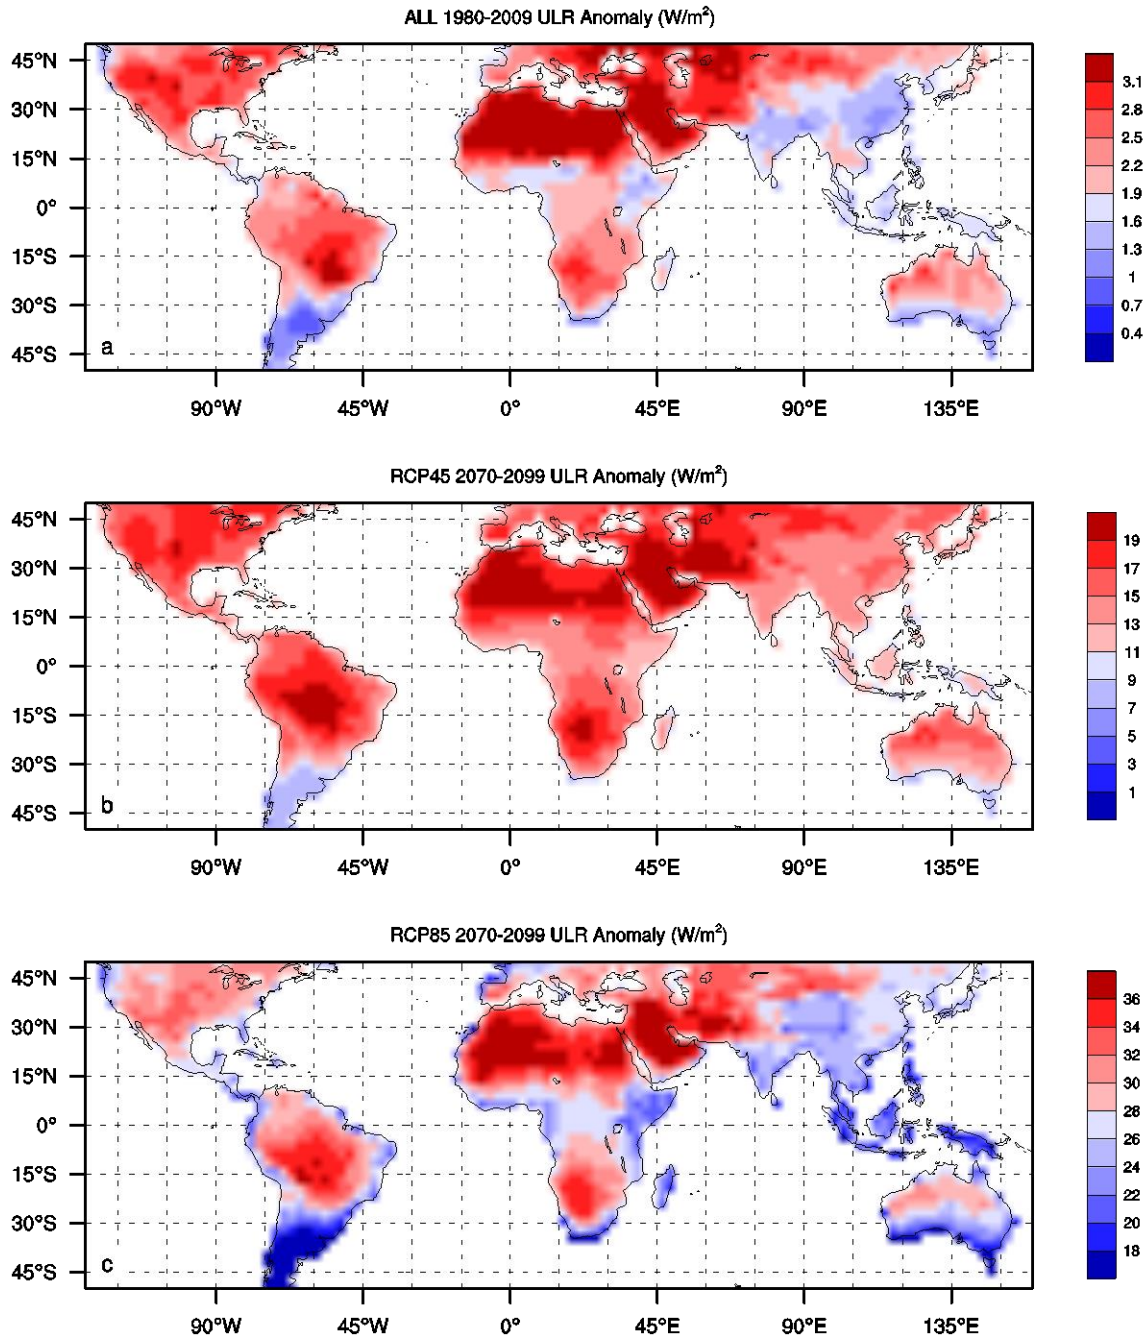 ALL 1980-2009 ULR Anomaly (W/m²)
45°N
30°N
15°N
0°
15°S
30°S
45°S
a
90°W 45°W 0° 45°E 90°E 135°E
3.1
2.8
2.5
2.2
1.9
1.6
1.3
1
0.7
0.4
RCP45 2070-2099 ULR Anomaly (W/m²)
45°N
30°N
15°N
0°
15°S
30°S
45°S
b
90°W 45°W 0° 45°E 90°E 135°E
19
17
15
13
11
9
7
5
3
1
RCP85 2070-2099 ULR Anomaly (W/m²)
45°N
30°N
15°N
0°
15°S
30°S
45°S
c
90°W 45°W 0° 45°E 90°E 135°E
36
34
32
30
28
26
24
22
20
18